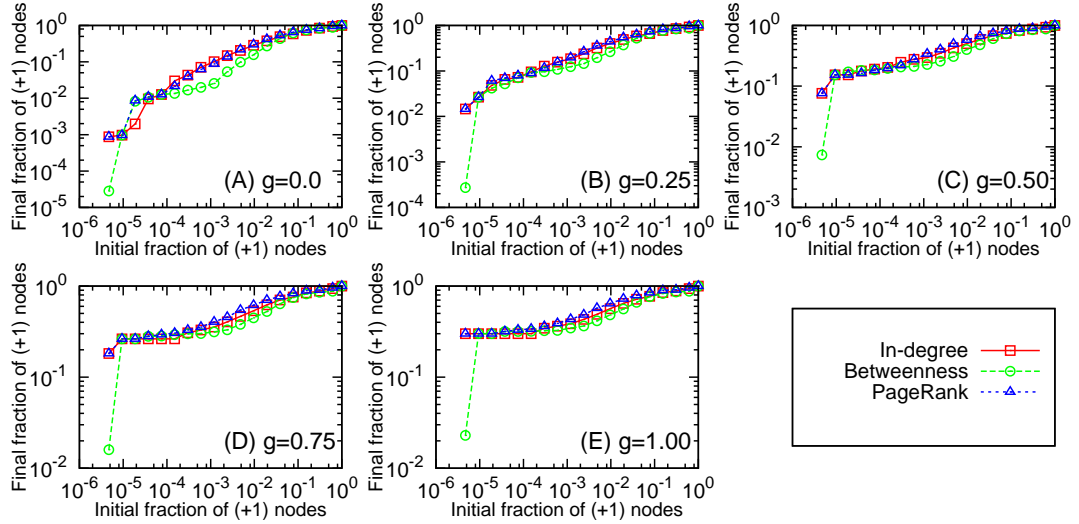 Final fraction of (+1) nodes
10^0
10^-1
10^-2
10^-3
10^-4
10^-5
10^-6 10^-5 10^-4 10^-3 10^-2 10^-1 10^0
Initial fraction of (+1) nodes
(A) g=0.0
Final fraction of (+1) nodes
10^0
10^-1
10^-2
10^-3
10^-4
10^-6 10^-5 10^-4 10^-3 10^-2 10^-1 10^0
Initial fraction of (+1) nodes
(B) g=0.25
Final fraction of (+1) nodes
10^0
10^-1
10^-2
10^-3
10^-6 10^-5 10^-4 10^-3 10^-2 10^-1 10^0
Initial fraction of (+1) nodes
(C) g=0.50
Final fraction of (+1) nodes
10^0
10^-1
10^-2
10^-6 10^-5 10^-4 10^-3 10^-2 10^-1 10^0
Initial fraction of (+1) nodes
(D) g=0.75
Final fraction of (+1) nodes
10^0
10^-1
10^-2
10^-6 10^-5 10^-4 10^-3 10^-2 10^-1 10^0
Initial fraction of (+1) nodes
(E) g=1.00
In-degree
Betweenness
PageRank